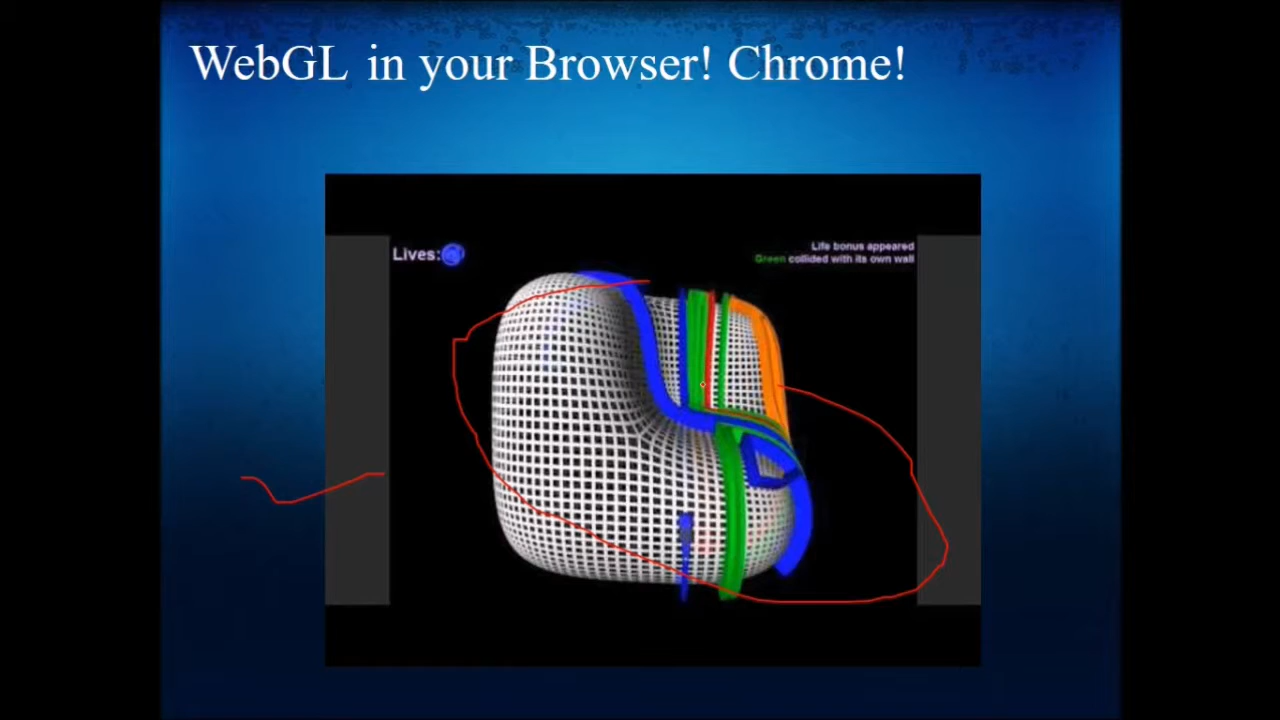 WebGL in your Browser! Chrome!
Lives:
Life bonus appeared
Green collided with its own wall